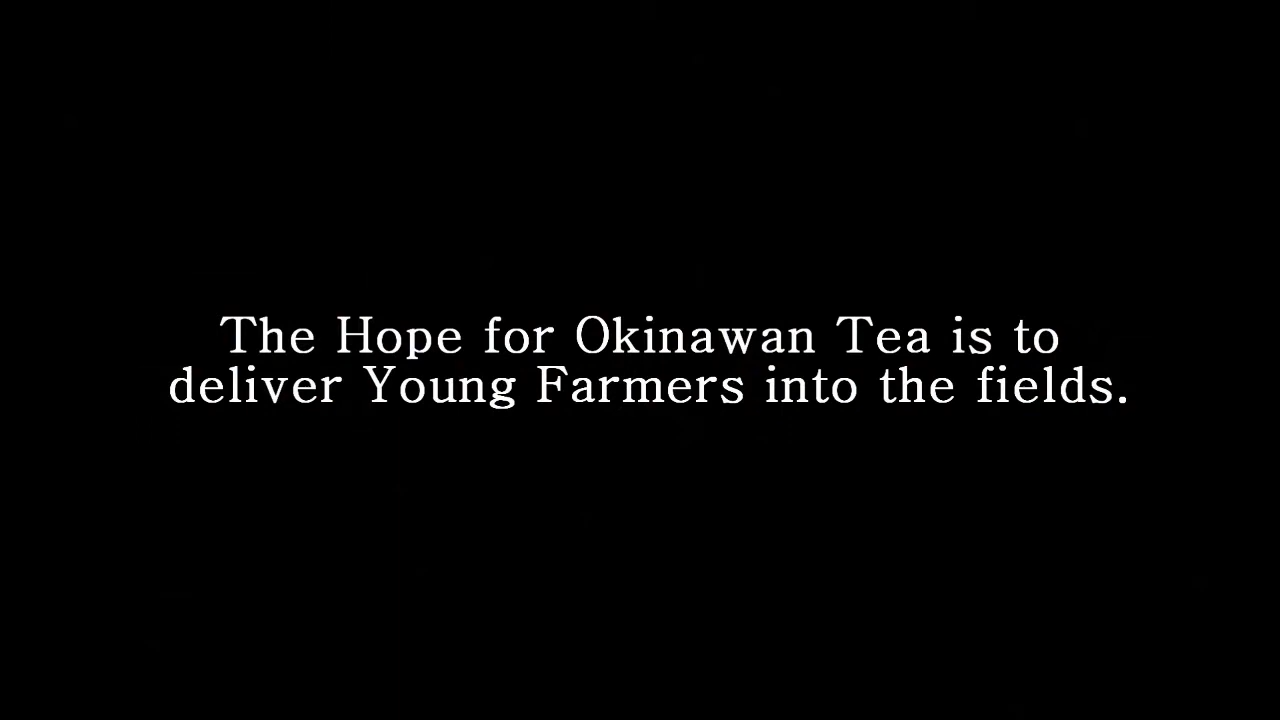 The Hope for Okinawan Tea is to
deliver Young Farmers into the fields.